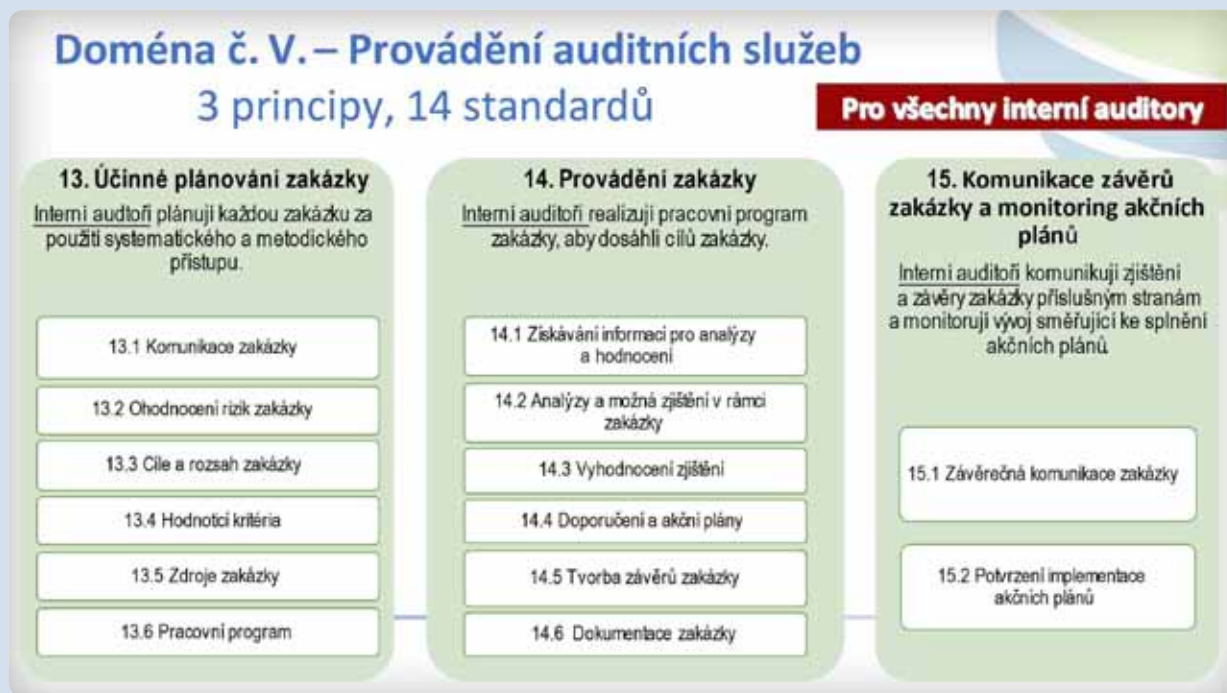 Doména č. V. – Provádění auditních služeb
3 principy, 14 standardů
Pro všechny interní auditory
13. Účinné plánování zakázky
Interní audtoři plánují každou zakázku za
použití systematického a metodického
přístupu.
13.1 Komunikace zakázky
13.2 Ohodnocení rizik zakázky
13.3 Cíle a rozsah zakázky
13.4 Hodnotící kritéria
13.5 Zdroje zakázky
13.6 Pracovní program
14. Provádění zakázky
Interní auditoři realizují pracovní program
zakázky, aby dosáhli cílů zakázky.
14.1 Získávání informací pro analýzy
a hodnocení
14.2 Analýzy a možná zjištění v rámci
zakázky
14.3 Vyhodnocení zjištění
14.4 Doporučení a akční plány
14.5 Tvorba závěrů zakázky
14.6 Dokumentace zakázky
15. Komunikace závěrů
zakázky a monitoring akčních
plánů
Interní auditoři komunikují zjištění
a závěry zakázky příslušným stranám
a monitorují vývoj směřující ke splnění
akčních plánů
15.1 Závěrečná komunikace zakázky
15.2 Potvrzení implementace
akčních plánů